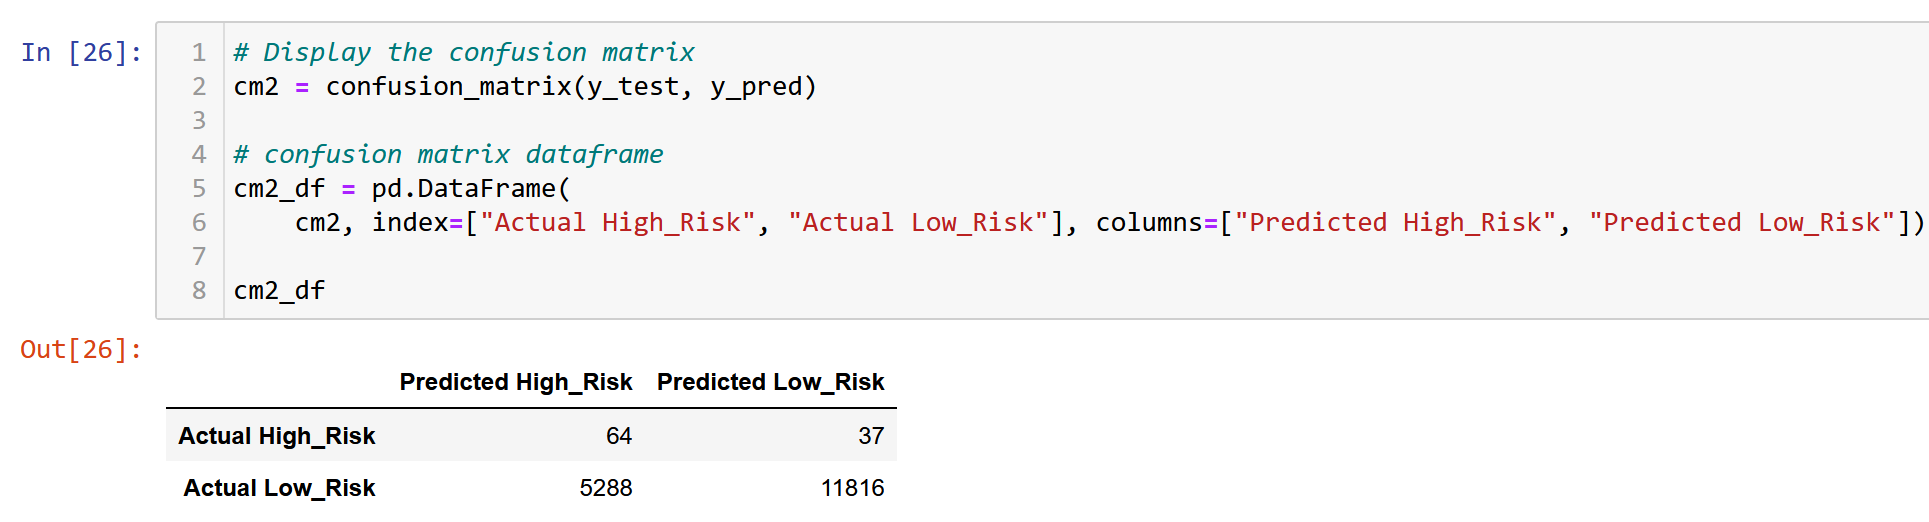 In [26]:
1 # Display the confusion matrix
2 cm2 = confusion_matrix(y_test, y_pred)
3
4 # confusion matrix dataframe
5 cm2_df = pd.DataFrame(
6     cm2, index=["Actual High_Risk", "Actual Low_Risk"], columns=["Predicted High_Risk", "Predicted Low_Risk"])
7
8 cm2_df
Out[26]:
Predicted High_Risk Predicted Low_Risk
Actual High_Risk 64 37
Actual Low_Risk 5288 11816